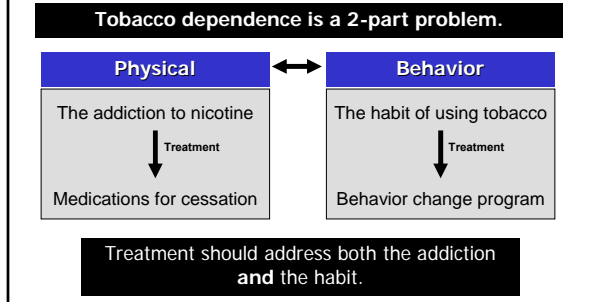 Tobacco dependence is a 2-part problem.
Physical
Behavior
The addiction to nicotine
Treatment
Medications for cessation
The habit of using tobacco
Treatment
Behavior change program
Treatment should address both the addiction
and the habit.